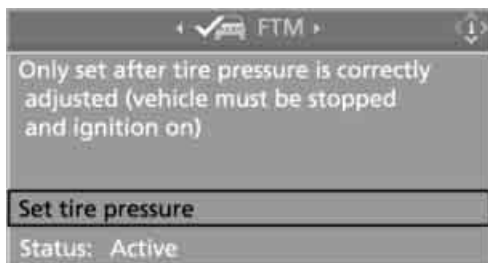 FTM
Only set after tire pressure is correctly
adjusted (vehicle must be stopped
and ignition on)
Set tire pressure
Status: Active